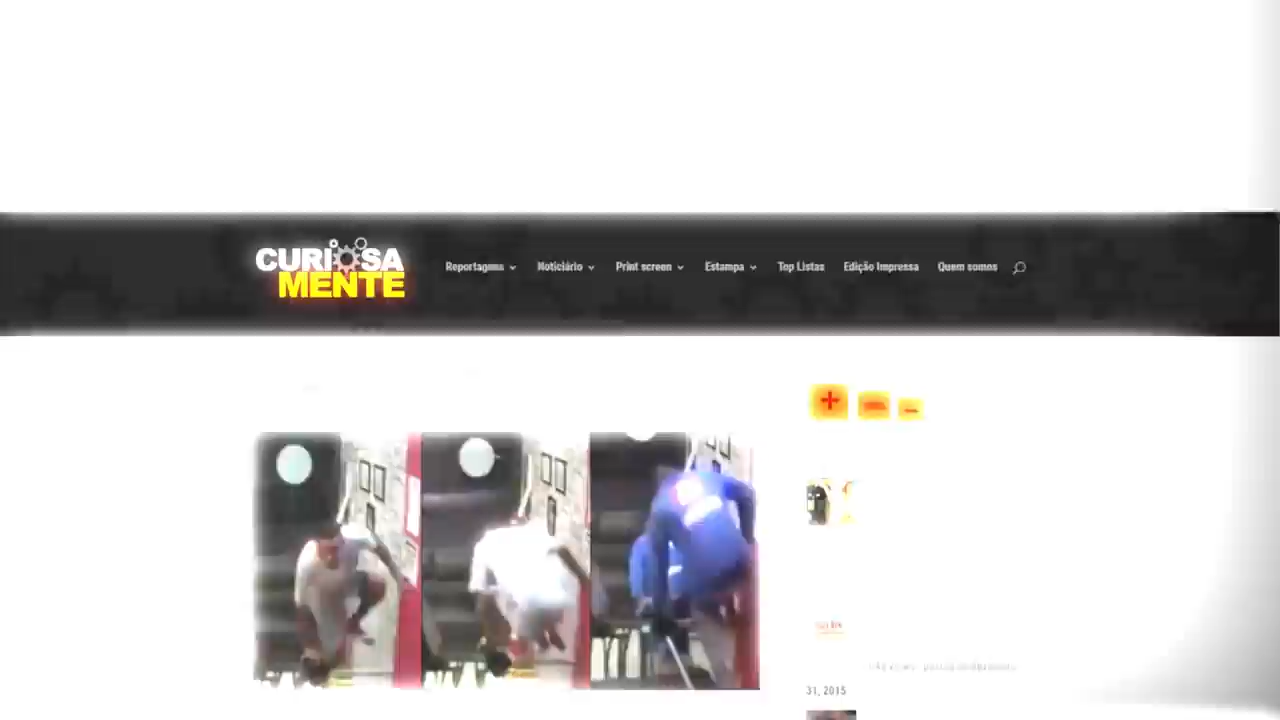 CURIOSA
MENTE
Reportagens
Noticiário
Print screen
Estampa
Top Listas
Edição Impressa
Quem somos
31, 2015